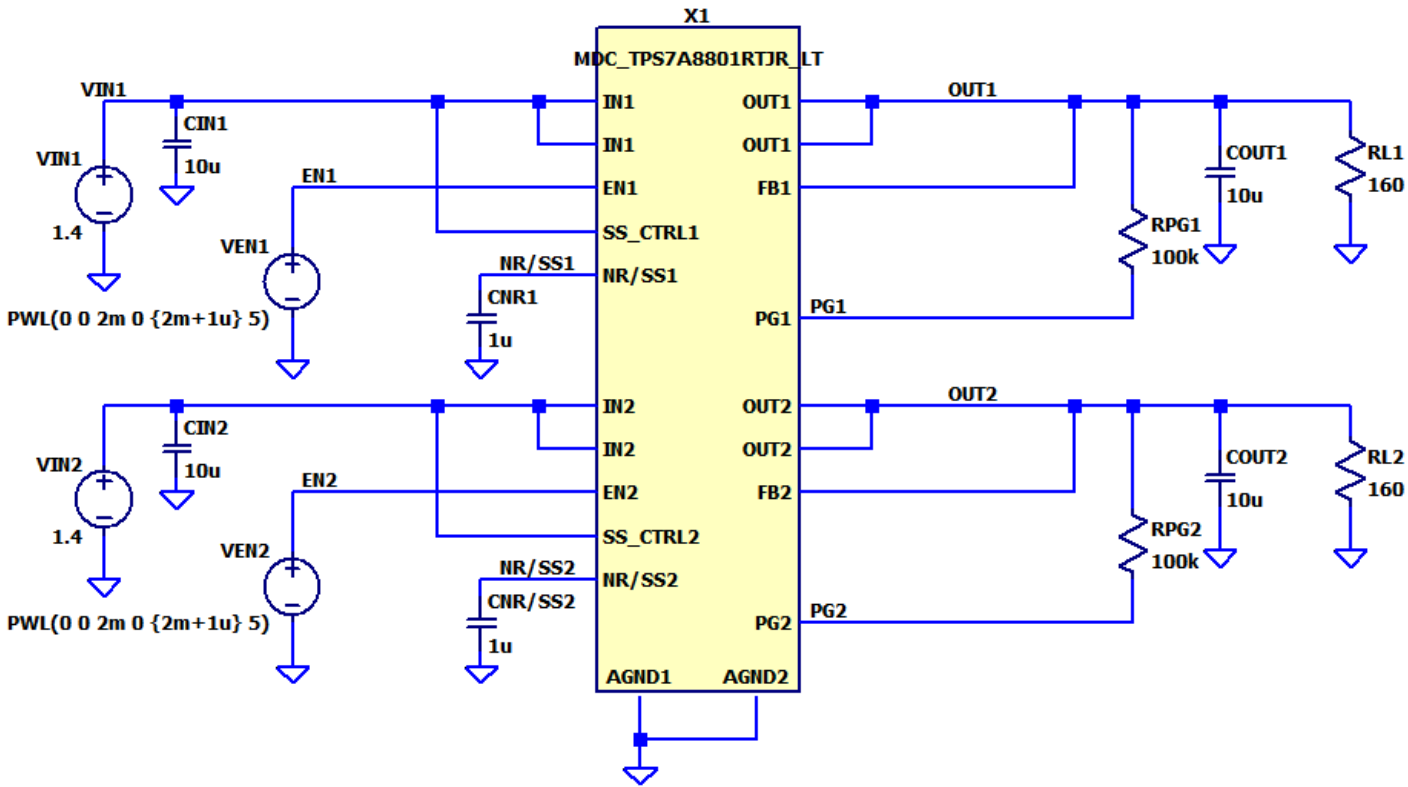 X1
MDC_TPS7A8801RTJR_LT
VIN1
IN1
OUT1
OUT1
CIN1
10u
IN1
OUT1
VIN1
1.4
EN1
EN1
FB1
COUT1
10u
RL1
160
VEN1
SS_CTRL1
RPG1
100k
NR/SS1
NR/SS1
CNR1
1u
PWL(0 0 2m 0 {2m+1u} 5)
PG1
PG1
IN2
OUT2
OUT2
CIN2
10u
IN2
OUT2
VIN2
1.4
EN2
EN2
FB2
COUT2
10u
RL2
160
VEN2
SS_CTRL2
RPG2
100k
NR/SS2
NR/SS2
CNR/SS2
1u
PWL(0 0 2m 0 {2m+1u} 5)
PG2
PG2
AGND1
AGND2